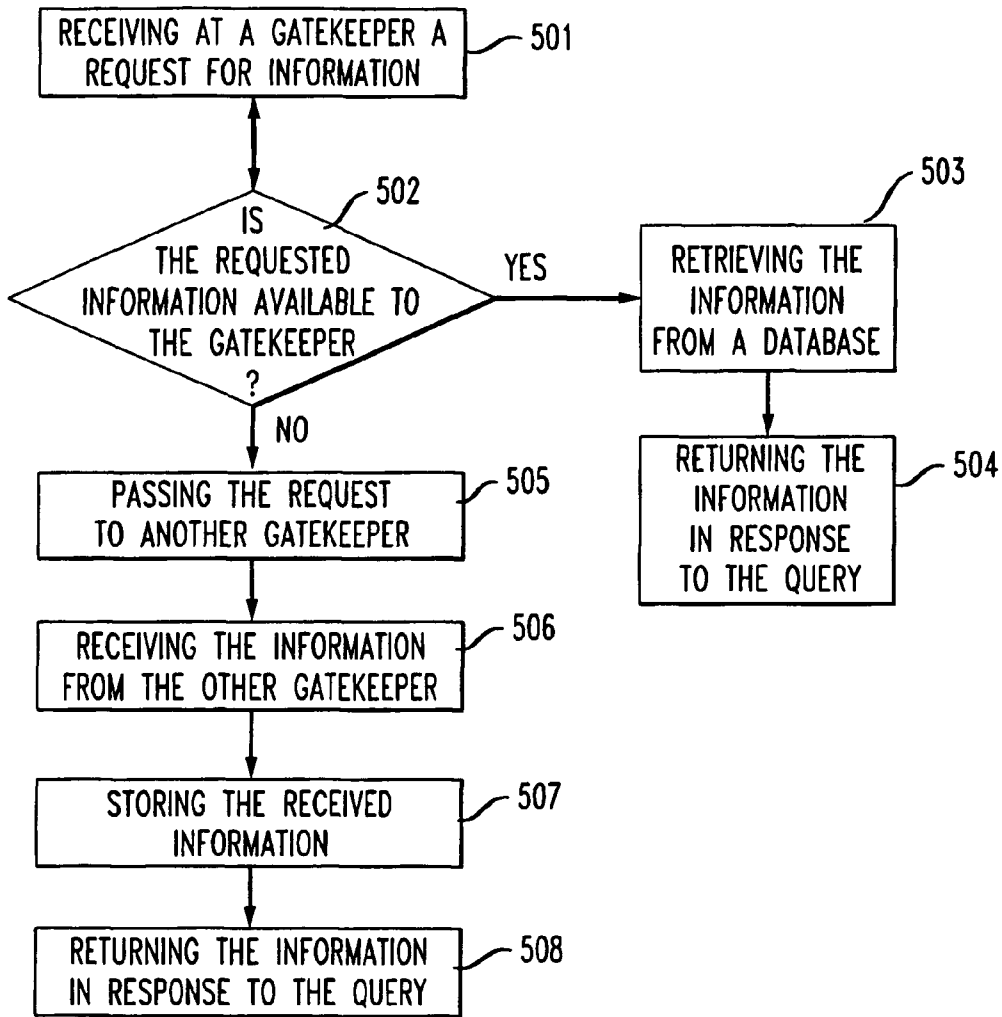 RECEIVING AT A GATEKEEPER A
REQUEST FOR INFORMATION
501
502
IS
THE REQUESTED
INFORMATION AVAILABLE TO
THE GATEKEEPER
?
YES
503
RETRIEVING THE
INFORMATION
FROM A DATABASE
RETURNING THE
INFORMATION
IN RESPONSE
TO THE QUERY
504
NO
PASSING THE REQUEST
TO ANOTHER GATEKEEPER
505
RECEIVING THE INFORMATION
FROM THE OTHER GATEKEEPER
506
STORING THE RECEIVED
INFORMATION
507
RETURNING THE INFORMATION
IN RESPONSE TO THE QUERY
508